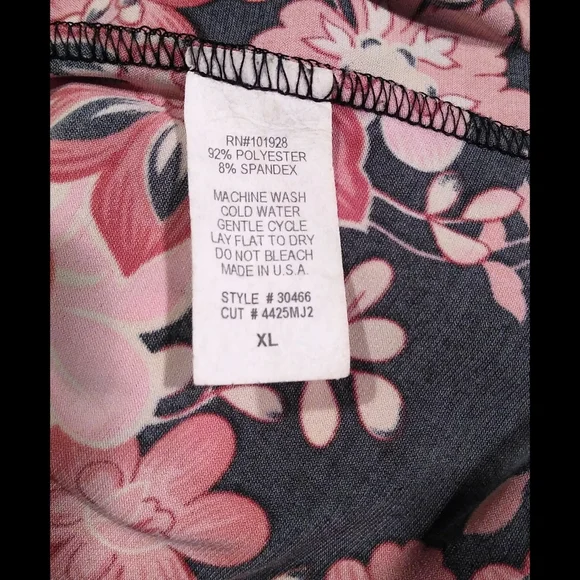 RN#101928
92% POLYESTER
8% SPANDEX
MACHINE WASH
COLD WATER
GENTLE CYCLE
LAY FLAT TO DRY
DO NOT BLEACH
MADE IN U.S.A.
STYLE # 30466
CUT # 4425MJ2
XL